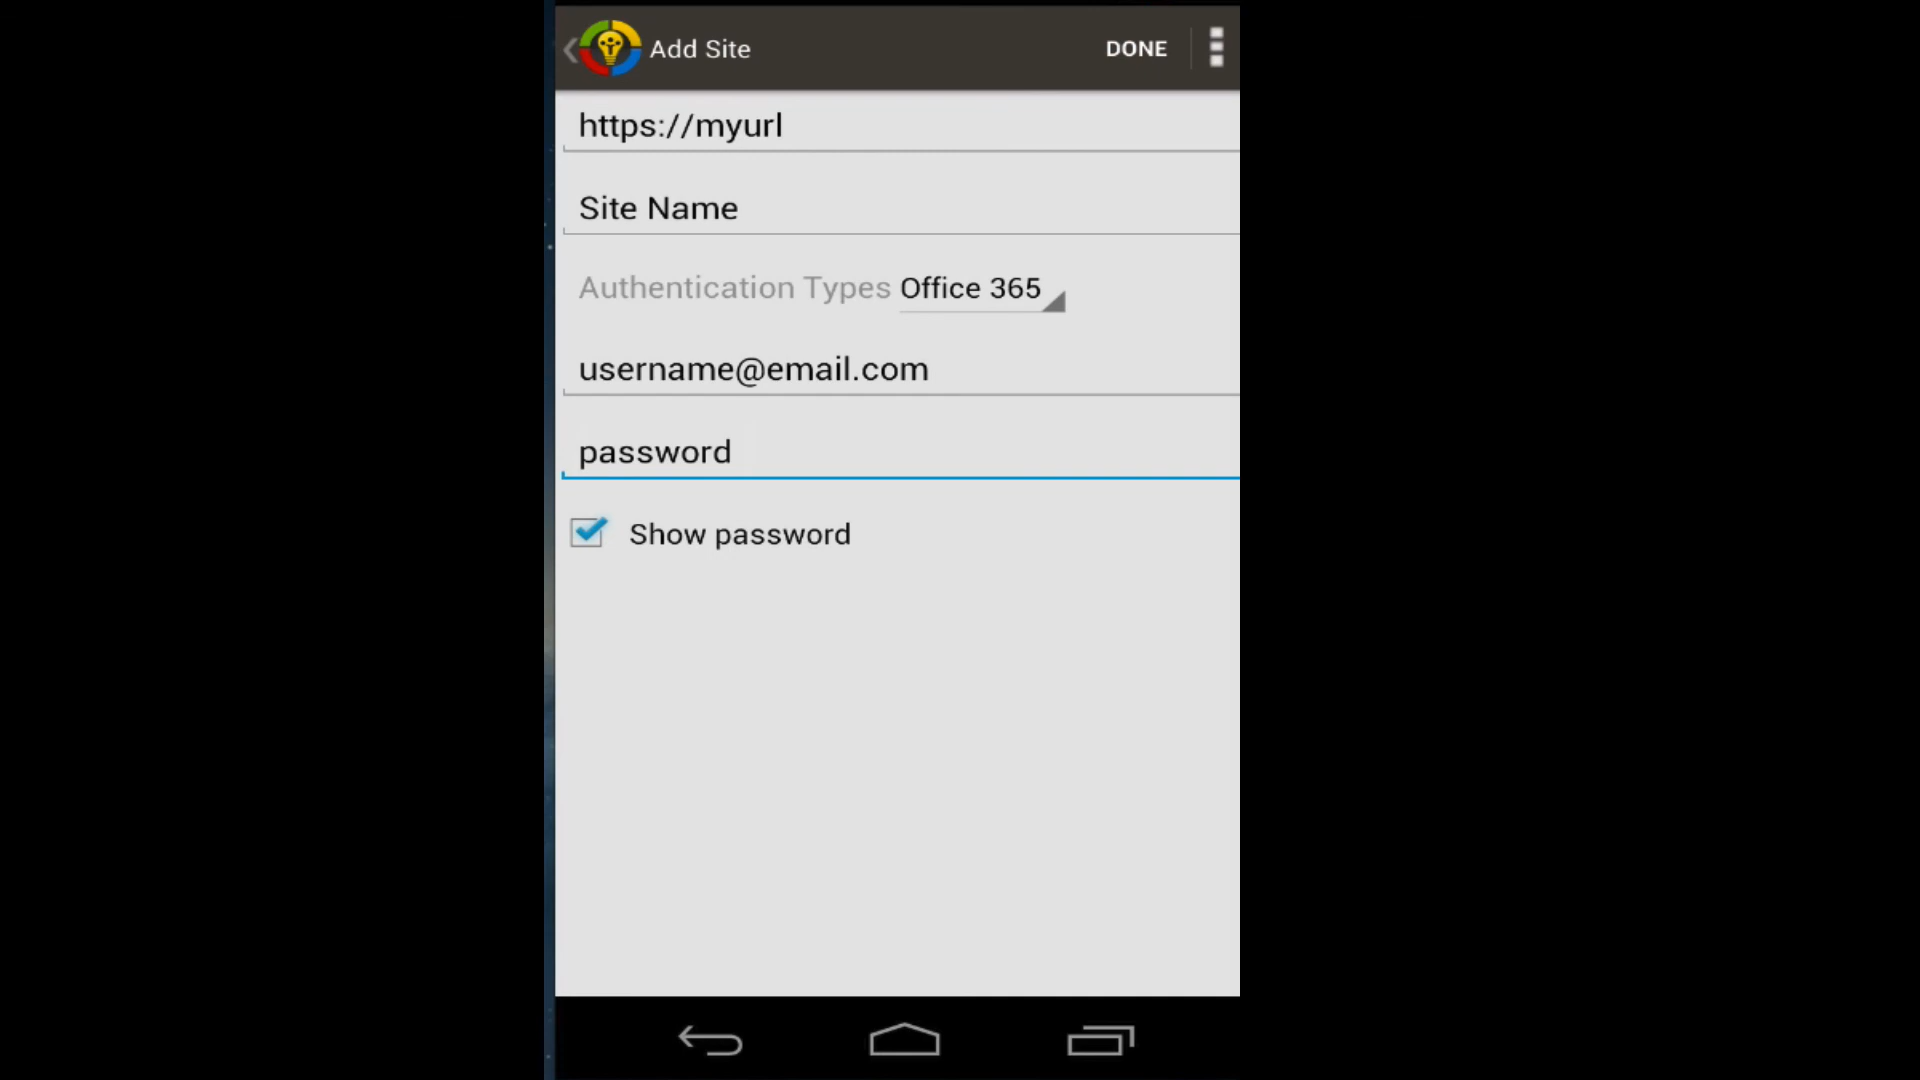 Add Site DONE
https://myurl
Site Name
Authentication Types Office 365
username@email.com
password
Show password